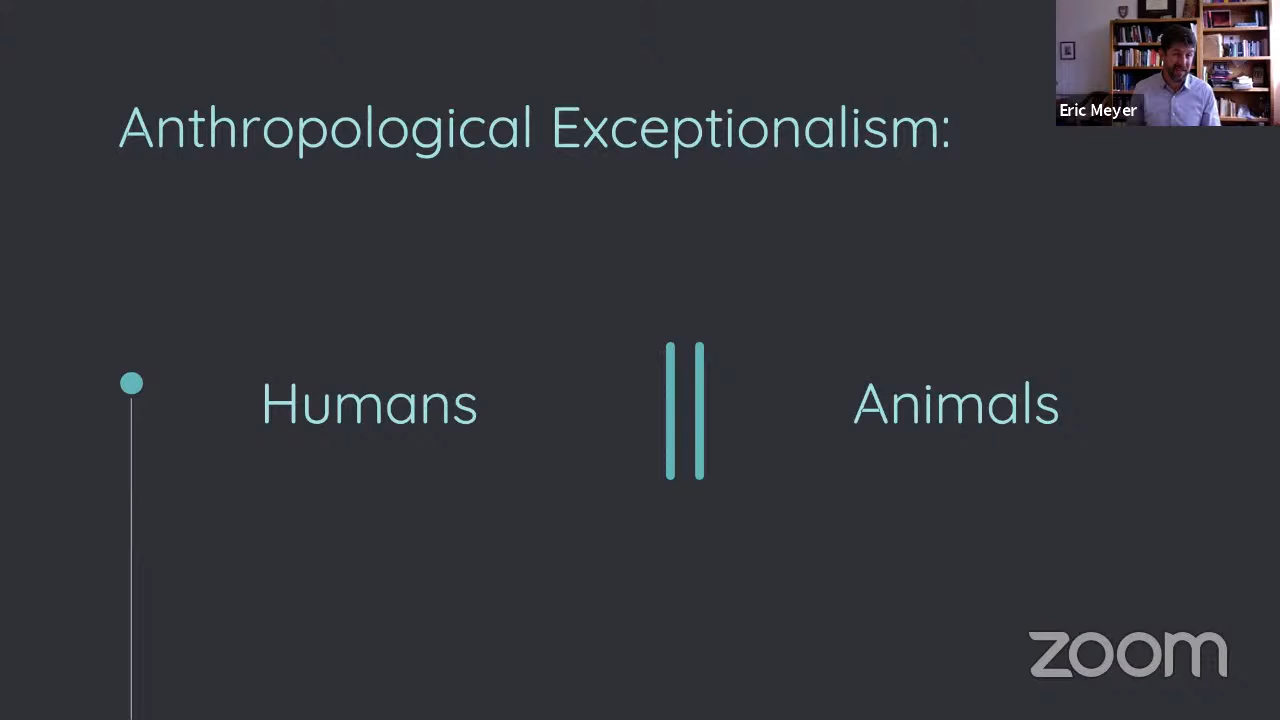 Eric Meyer
Anthropological Exceptionalism:
Humans
Animals
zoom